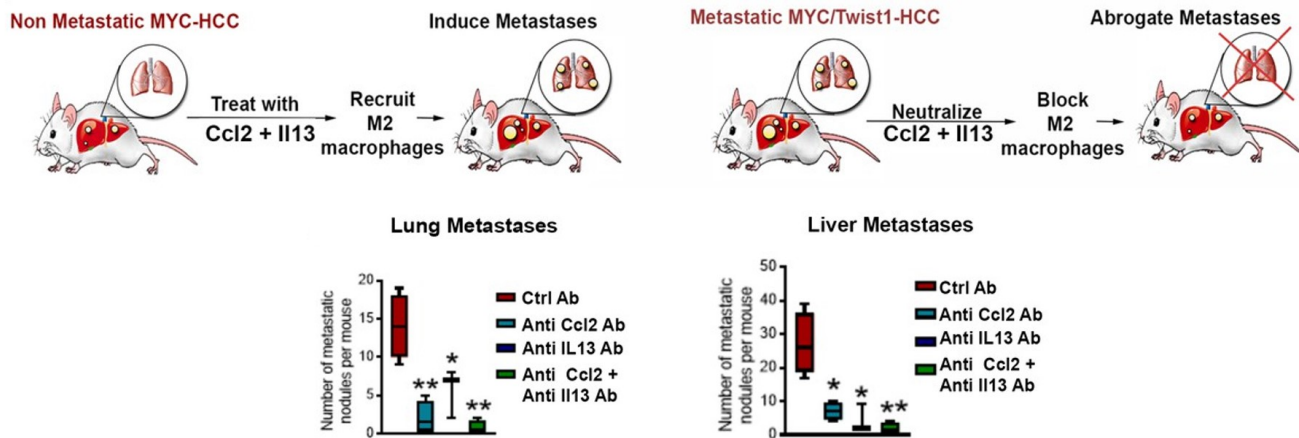 Non Metastatic MYC-HCC
Treat with
Ccl2 + Il13
Recruit
M2
macrophages
Induce Metastases
Metastatic MYC/Twist1-HCC
Neutralize
Ccl2 + Il13
Block
M2
macrophages
Abrogate Metastases
Lung Metastases
Number of metastatic
nodules per mouse
20
15
10
5
0
**
*
**
Ctrl Ab
Anti Ccl2 Ab
Anti IL13 Ab
Anti Ccl2 +
Anti Il13 Ab
Liver Metastases
Number of metastatic
nodules per mouse
50
40
30
20
10
0
*
*
**
Ctrl Ab
Anti Ccl2 Ab
Anti IL13 Ab
Anti Ccl2 +
Anti Il13 Ab